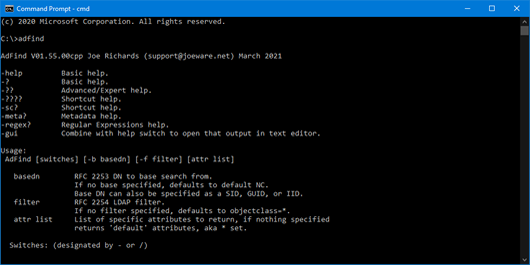 Command Prompt - cmd
(c) 2020 Microsoft Corporation. All rights reserved.
C:\>adfind
AdFind V01.55.00cpp Joe Richards (support@joeware.net) March 2021
-help Basic help.
-? Basic help.
-?? Advanced/Expert help.
-???? Shortcut help.
-sc? Shortcut help.
-meta? Metadata help.
-regex? Regular Expressions help.
-gui Combine with help switch to open that output in text editor.
Usage:
AdFind [switches] [-b basedn] [-f filter] [attr list]
basedn RFC 2253 DN to base search from.
If no base specified, defaults to default NC.
Base DN can also be specified as a SID, GUID, or IID.
filter RFC 2254 LDAP filter.
If no filter specified, defaults to objectclass=*.
attr list List of specific attributes to return, if nothing specified
returns 'default' attributes, aka * set.
Switches: (designated by - or /)